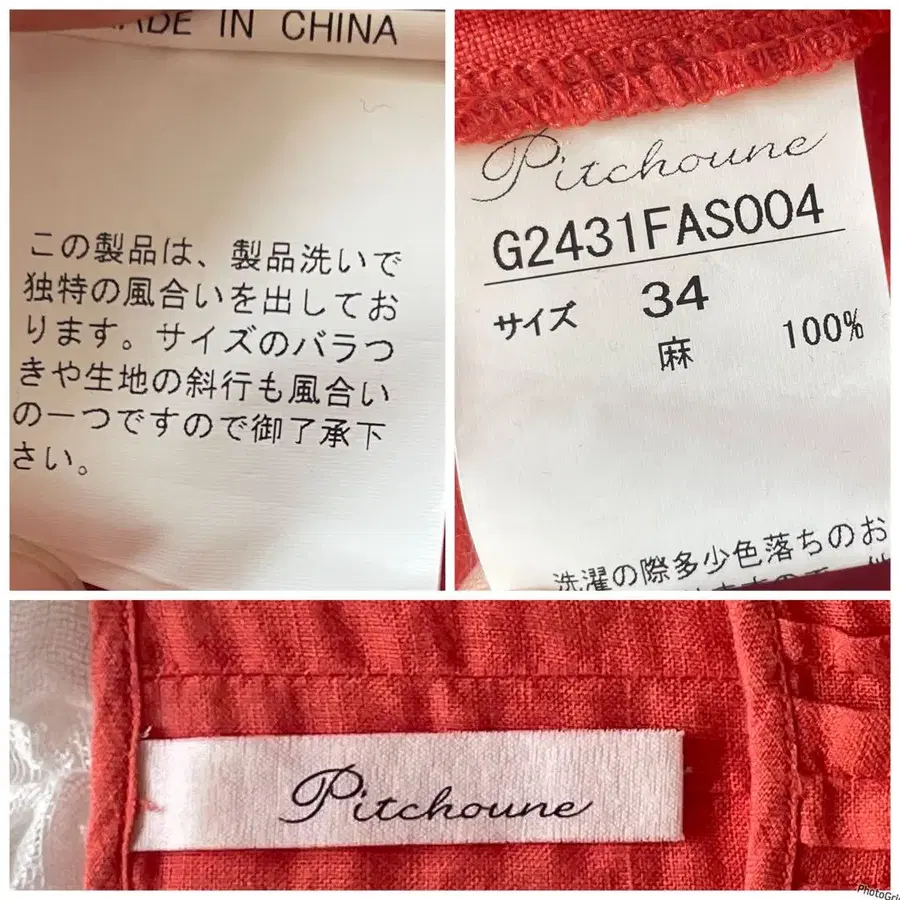 MADE IN CHINA
この製品は、製品洗いで
独特の風合いを出してお
ります。サイズのバラつ
きや生地の斜行も風合い
の一つですので御了承下
さい。
Pitchoune
G2431FAS004
サイズ 34
麻 100%
洗濯の際多少色落ちのお
Pitchoune